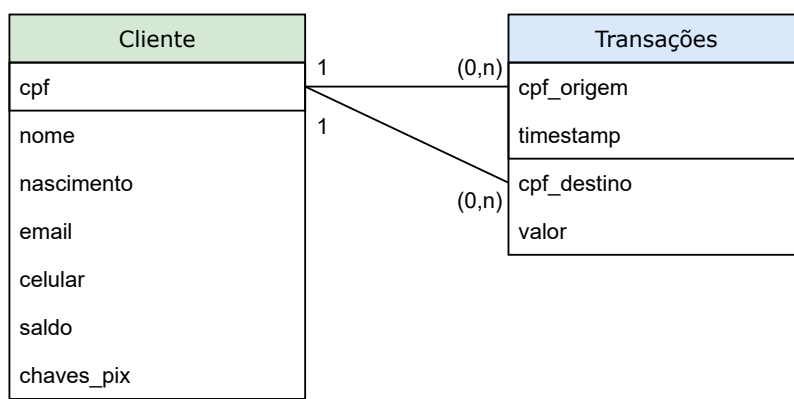 Cliente
cpf
nome
nascimento
email
celular
saldo
chaves_pix
1
(0,n)
1
(0,n)
Transações
cpf_origem
timestamp
cpf_destino
valor